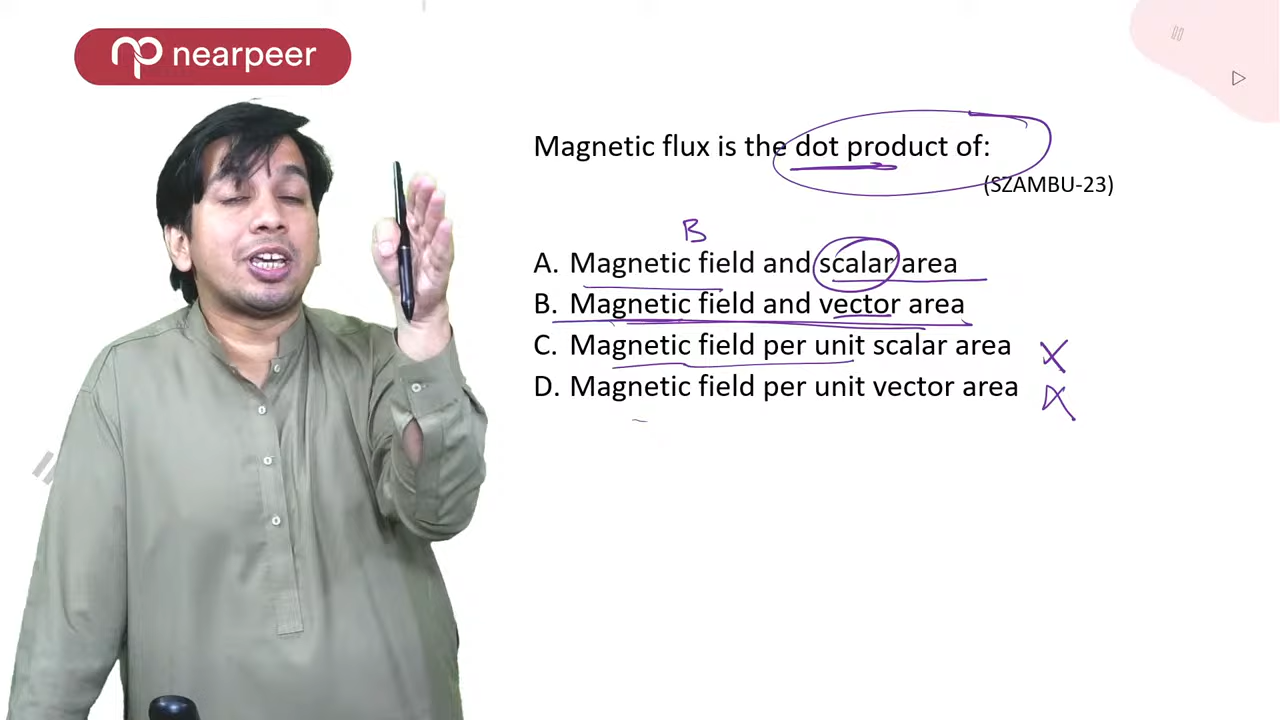 nearpeer
Magnetic flux is the dot product of:
(SZAMBU-23)
B
A. Magnetic field and scalar area
B. Magnetic field and vector area
C. Magnetic field per unit scalar area
D. Magnetic field per unit vector area